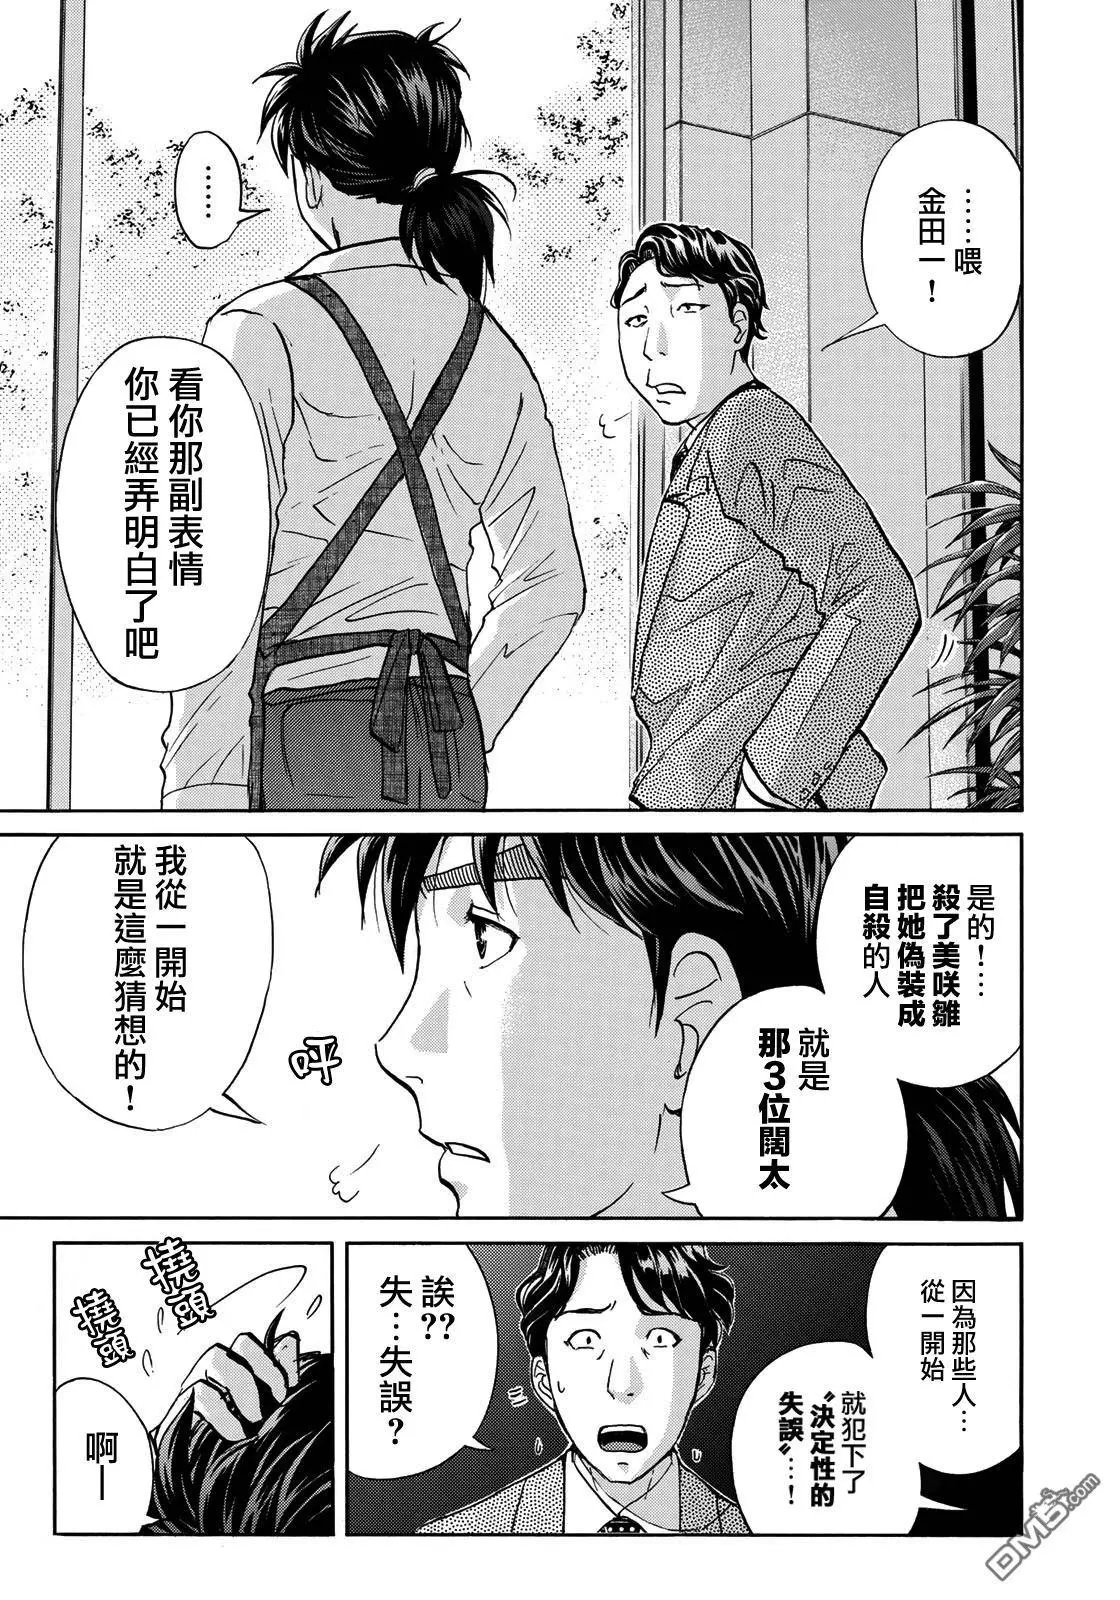 ……喂
金田一！
……
看你那副表情
你已經弄明白了吧
是的！…
殺了美咲雛
把她偽裝成
自殺的人
就是
那3位闊太
我從一開始
就是這麼猜想的！
呼
因為那些人…
從一開始
就犯下了
〝決定性的
失誤〞…！
誒??
失…失誤？
撓頭
撓頭
啊—
DM5.com